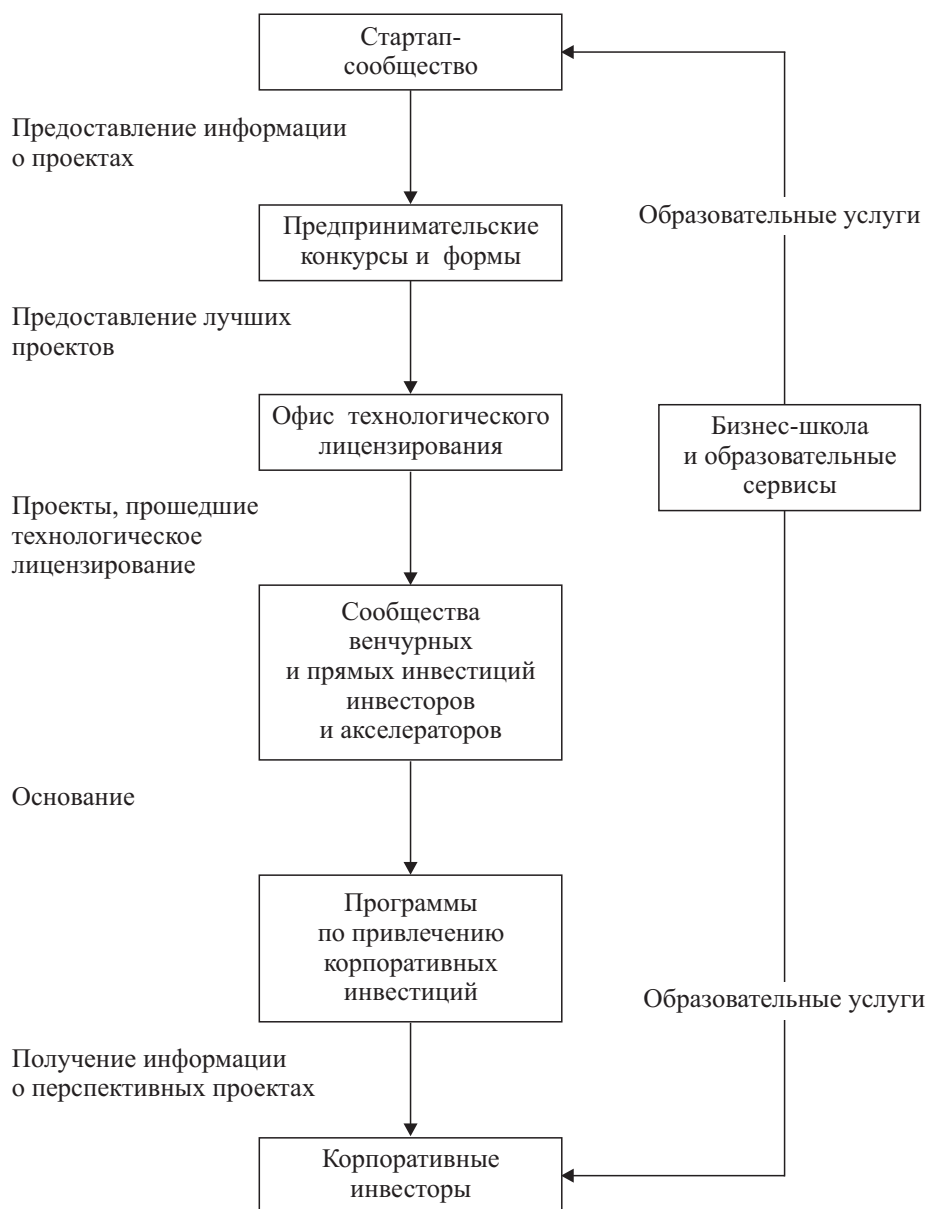 Стартап-
сообщество
Предоставление информации
о проектах
Образовательные услуги
Предпринимательские
конкурсы и формы
Предоставление лучших
проектов
Офис технологического
лицензирования
Бизнес-школа
и образовательные
сервисы
Проекты, прошедшие
технологическое
лицензирование
Сообщества
венчурных
и прямых инвестиций
инвесторов
и акселераторов
Основание
Программы
по привлечению
корпоративных
инвестиций
Образовательные услуги
Получение информации
о перспективных проектах
Корпоративные
инвесторы